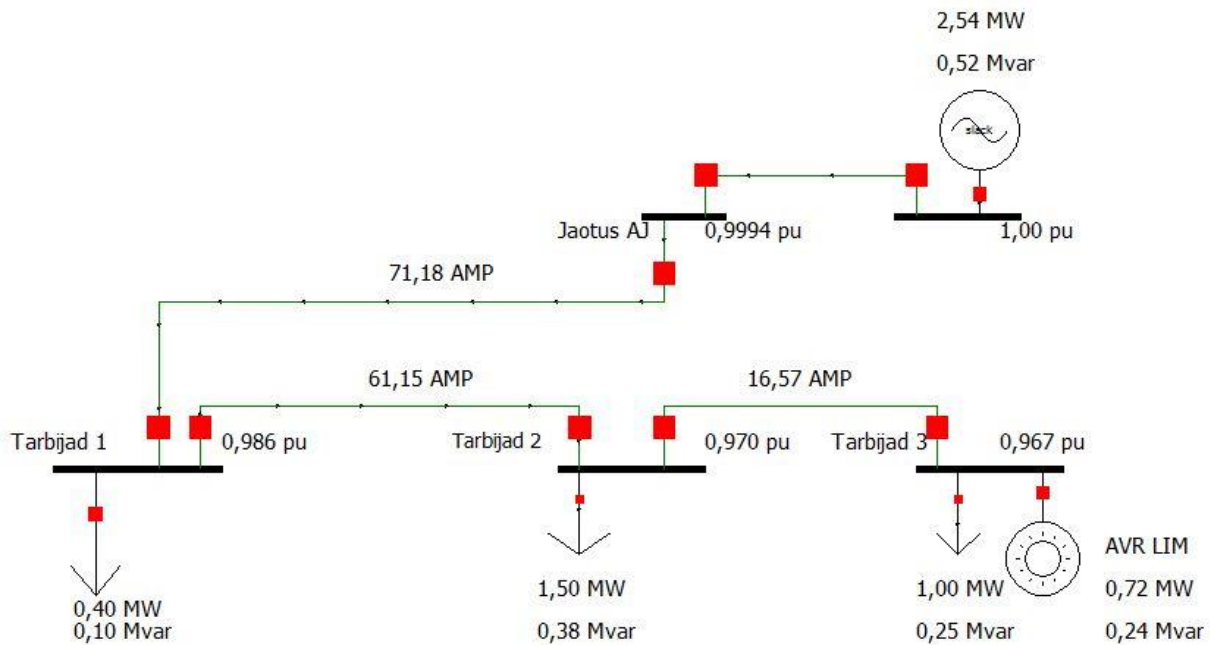 2,54 MW
0,52 Mvar
slack
Jaotus AJ
0,9994 pu
1,00 pu
71,18 AMP
61,15 AMP
16,57 AMP
Tarbijad 1
0,986 pu
Tarbijad 2
0,970 pu
Tarbijad 3
0,967 pu
0,40 MW
0,10 Mvar
1,50 MW
0,38 Mvar
1,00 MW
0,25 Mvar
AVR LIM
0,72 MW
0,24 Mvar